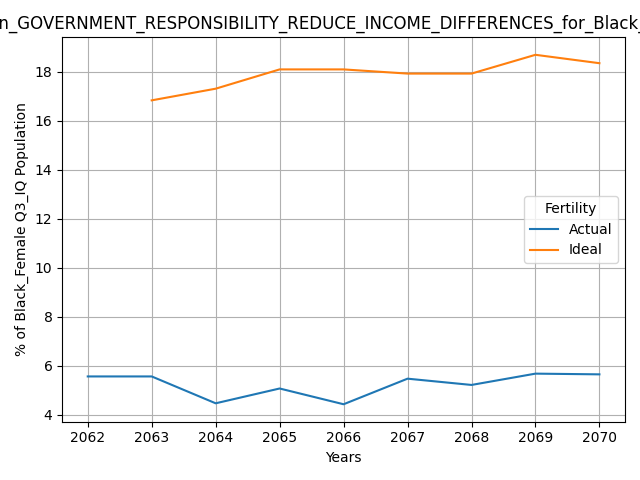 n_GOVERNMENT_RESPONSIBILITY_REDUCE_INCOME_DIFFERENCES_for_Black_
% of Black_Female Q3_IQ Population
18
16
14
12
10
8
6
4
Fertility
Actual
Ideal
2062 2063 2064 2065 2066 2067 2068 2069 2070
Years